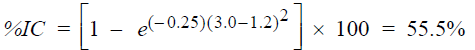 %IC = [1 − e^(−0.25)(3.0−1.2)²] × 100 = 55.5%